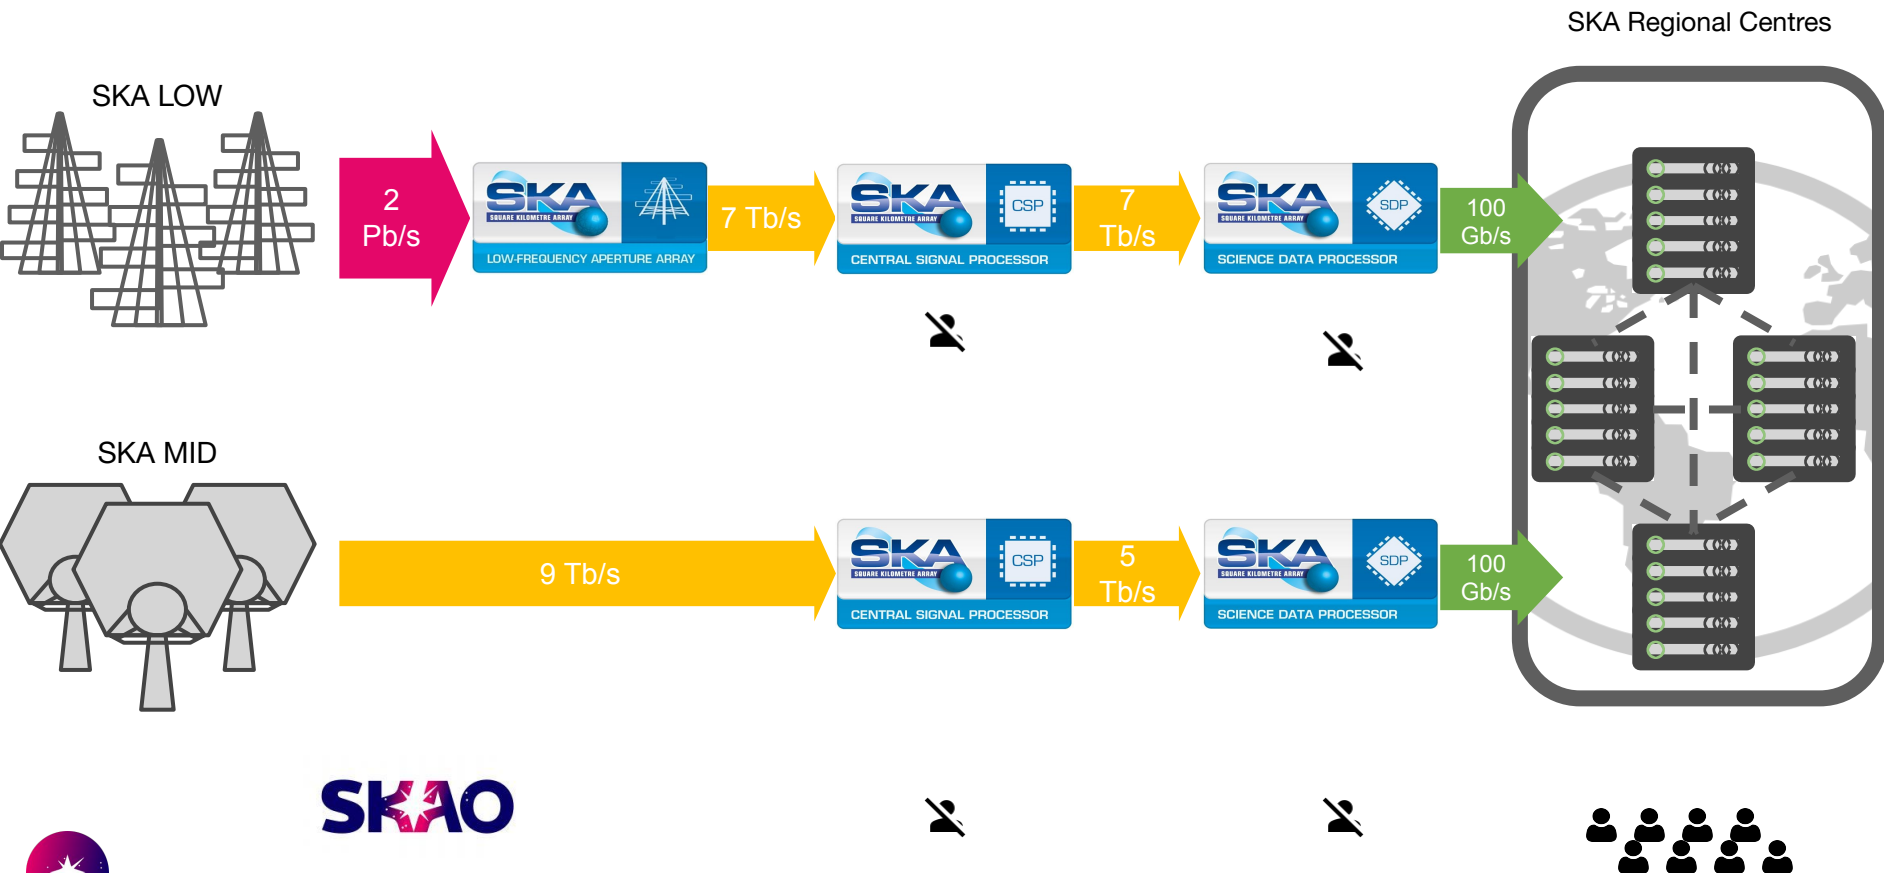 SKA Regional Centres
SKA LOW
2
Pb/s
SKA
SQUARE KILOMETRE ARRAY
LOW-FREQUENCY APERTURE ARRAY
7 Tb/s
SKA
SQUARE KILOMETRE ARRAY
CSP
CENTRAL SIGNAL PROCESSOR
7
Tb/s
SKA
SQUARE KILOMETRE ARRAY
SDP
SCIENCE DATA PROCESSOR
100
Gb/s
SKA MID
9 Tb/s
SKA
SQUARE KILOMETRE ARRAY
CSP
CENTRAL SIGNAL PROCESSOR
5
Tb/s
SKA
SQUARE KILOMETRE ARRAY
SDP
SCIENCE DATA PROCESSOR
100
Gb/s
SKAO